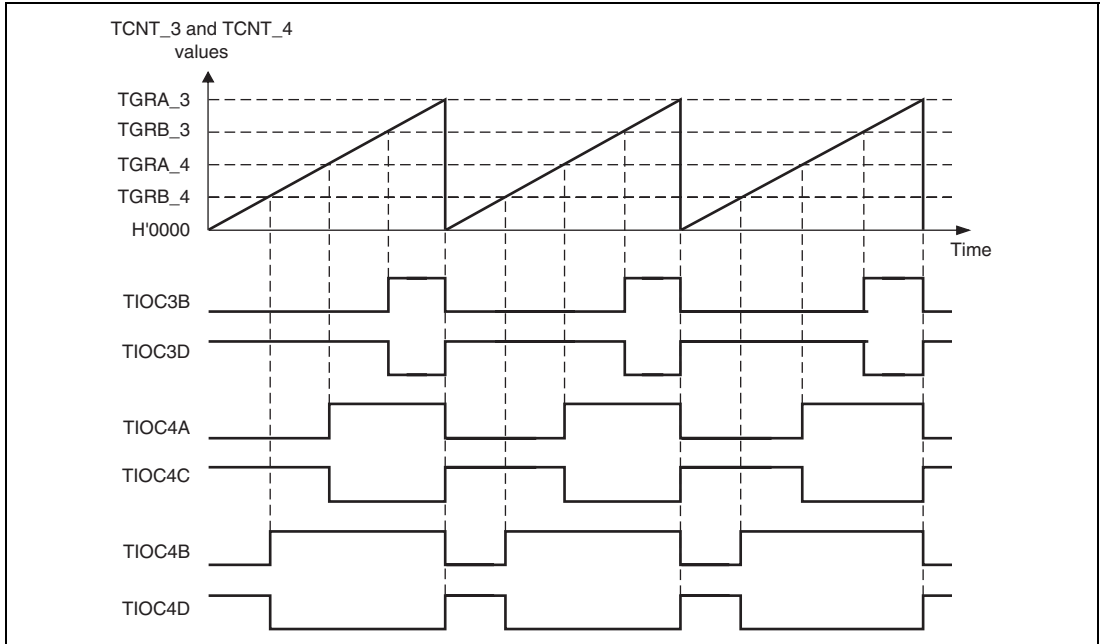 TCNT_3 and TCNT_4
values
TGRA_3
TGRB_3
TGRA_4
TGRB_4
H'0000
Time
TIOC3B
TIOC3D
TIOC4A
TIOC4C
TIOC4B
TIOC4D